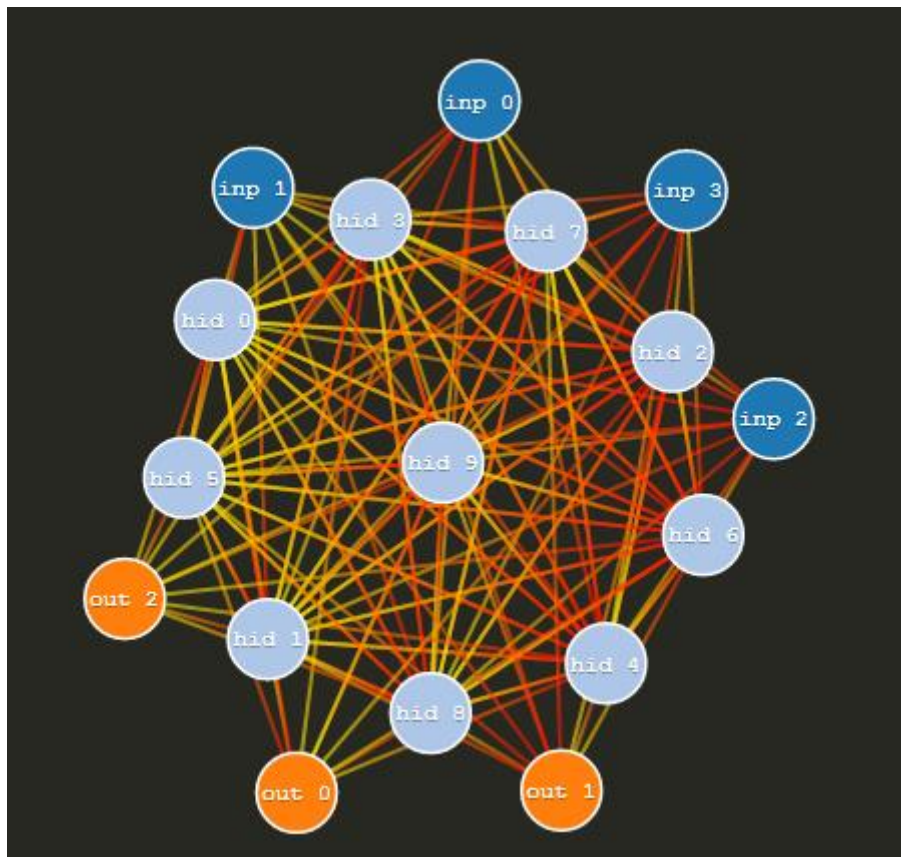 inp 0
inp 1
inp 3
hid 3
hid 7
hid 0
hid 2
inp 2
hid 9
hid 5
hid 6
out 2
hid 1
hid 4
hid 8
out 0
out 1